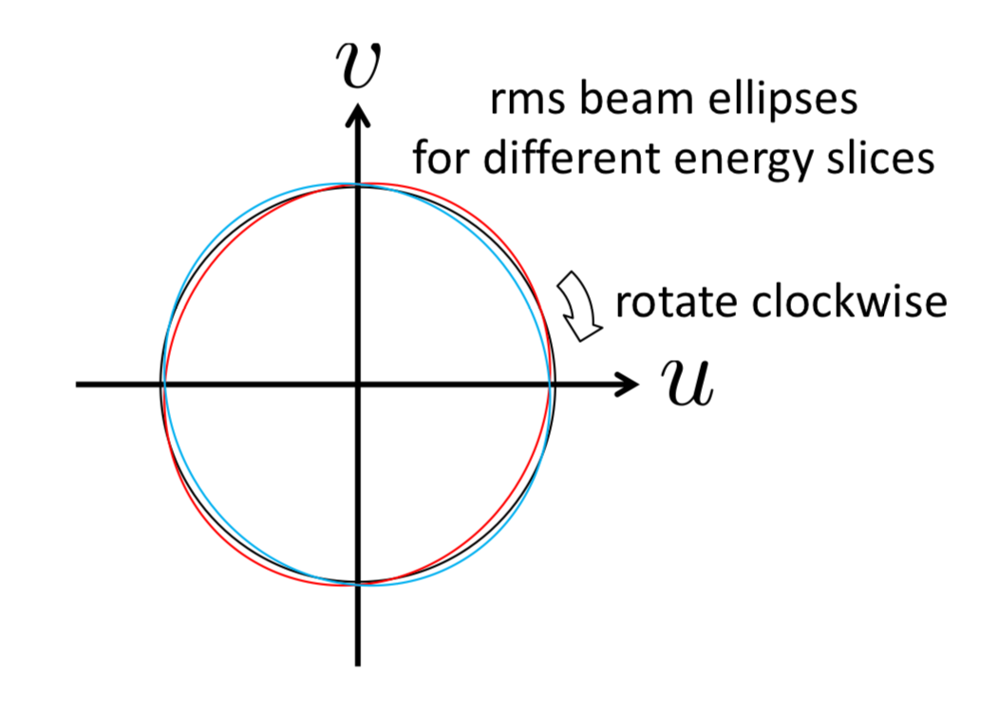 v
rms beam ellipses
for different energy slices
rotate clockwise
u